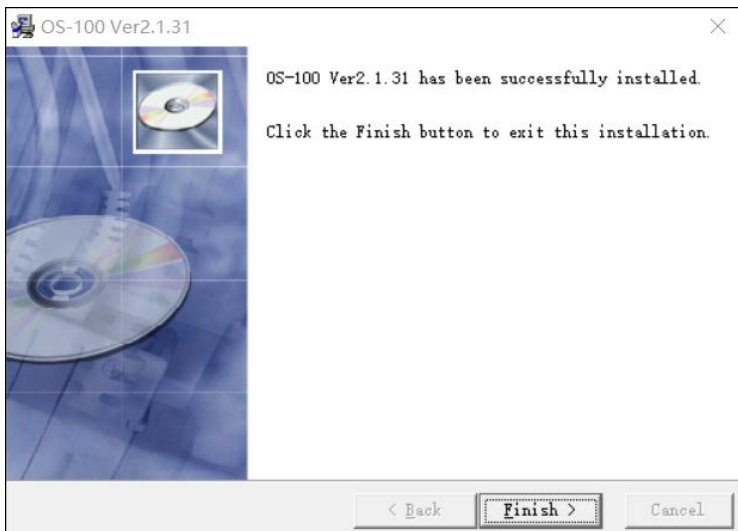 OS-100 Ver2.1.31
OS-100 Ver2.1.31 has been successfully installed.
Click the Finish button to exit this installation.
< Back
Finish >
Cancel